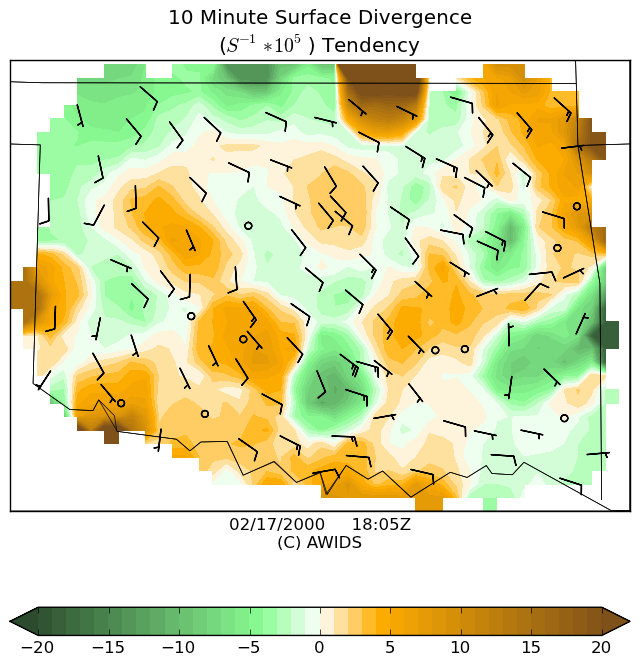 10 Minute Surface Divergence
($S^{-1} * 10^{5}$ ) Tendency
02/17/2000 18:05Z
(C) AWIDS
−20 −15 −10 −5 0 5 10 15 20